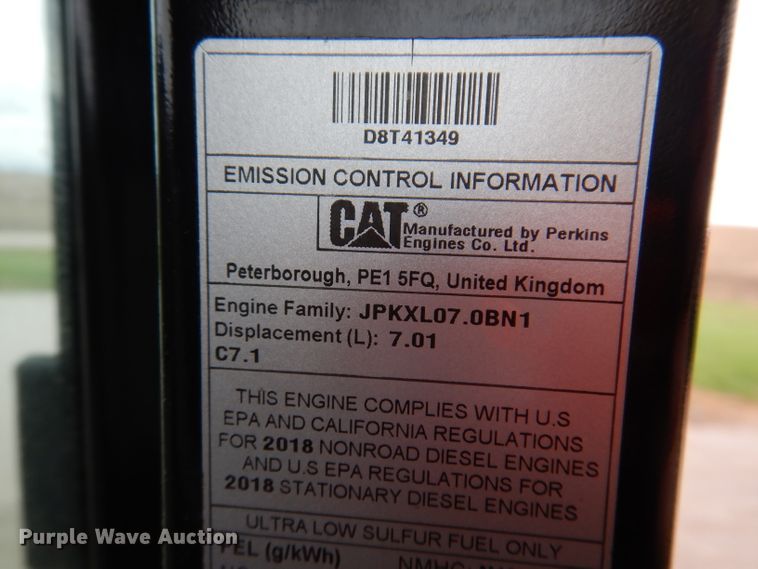 D8T41349
EMISSION CONTROL INFORMATION
CAT® Manufactured by Perkins
Engines Co. Ltd.
Peterborough, PE1 5FQ, United Kingdom
Engine Family: JPKXL07.0BN1
Displacement (L): 7.01
C7.1
THIS ENGINE COMPLIES WITH U.S
EPA AND CALIFORNIA REGULATIONS
FOR 2018 NONROAD DIESEL ENGINES
AND U.S EPA REGULATIONS FOR
2018 STATIONARY DIESEL ENGINES
ULTRA LOW SULFUR FUEL ONLY
FEL (g/kWh)
Purple Wave Auction